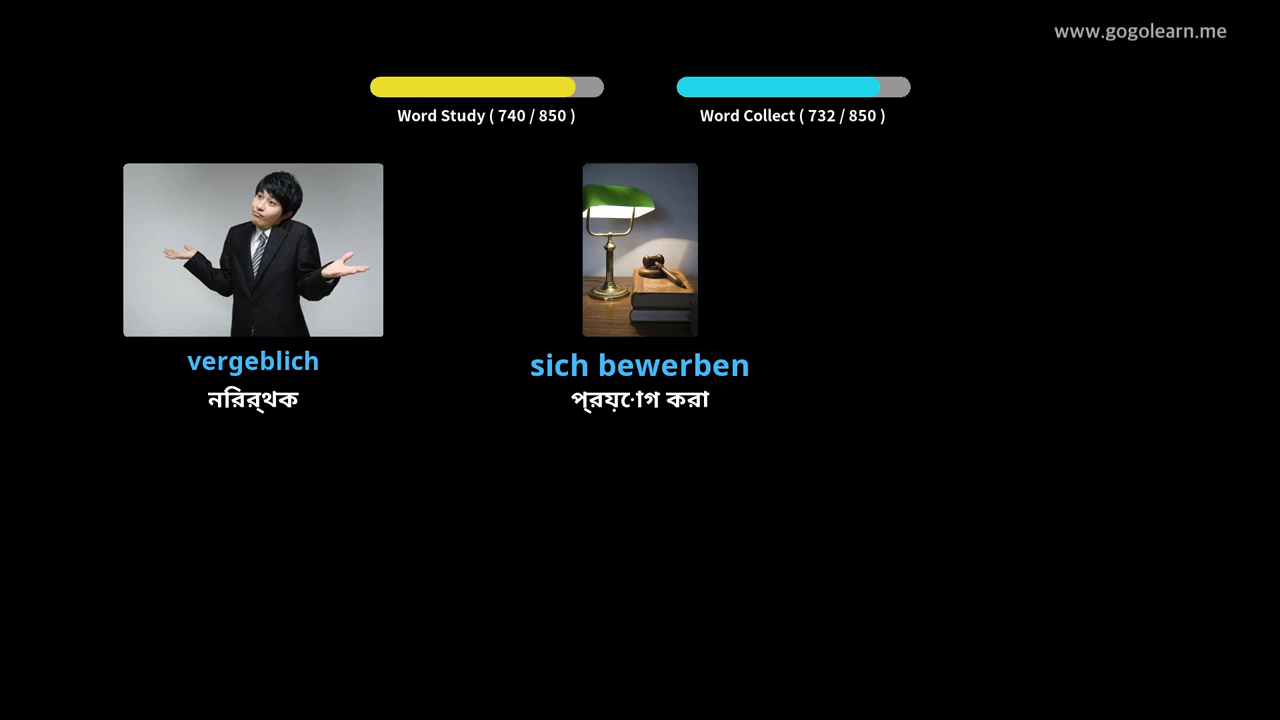 www.gogolearn.me
Word Study ( 740 / 850 )
Word Collect ( 732 / 850 )
vergeblich
নিরর্থক
sich bewerben
প্রয়োগ করা